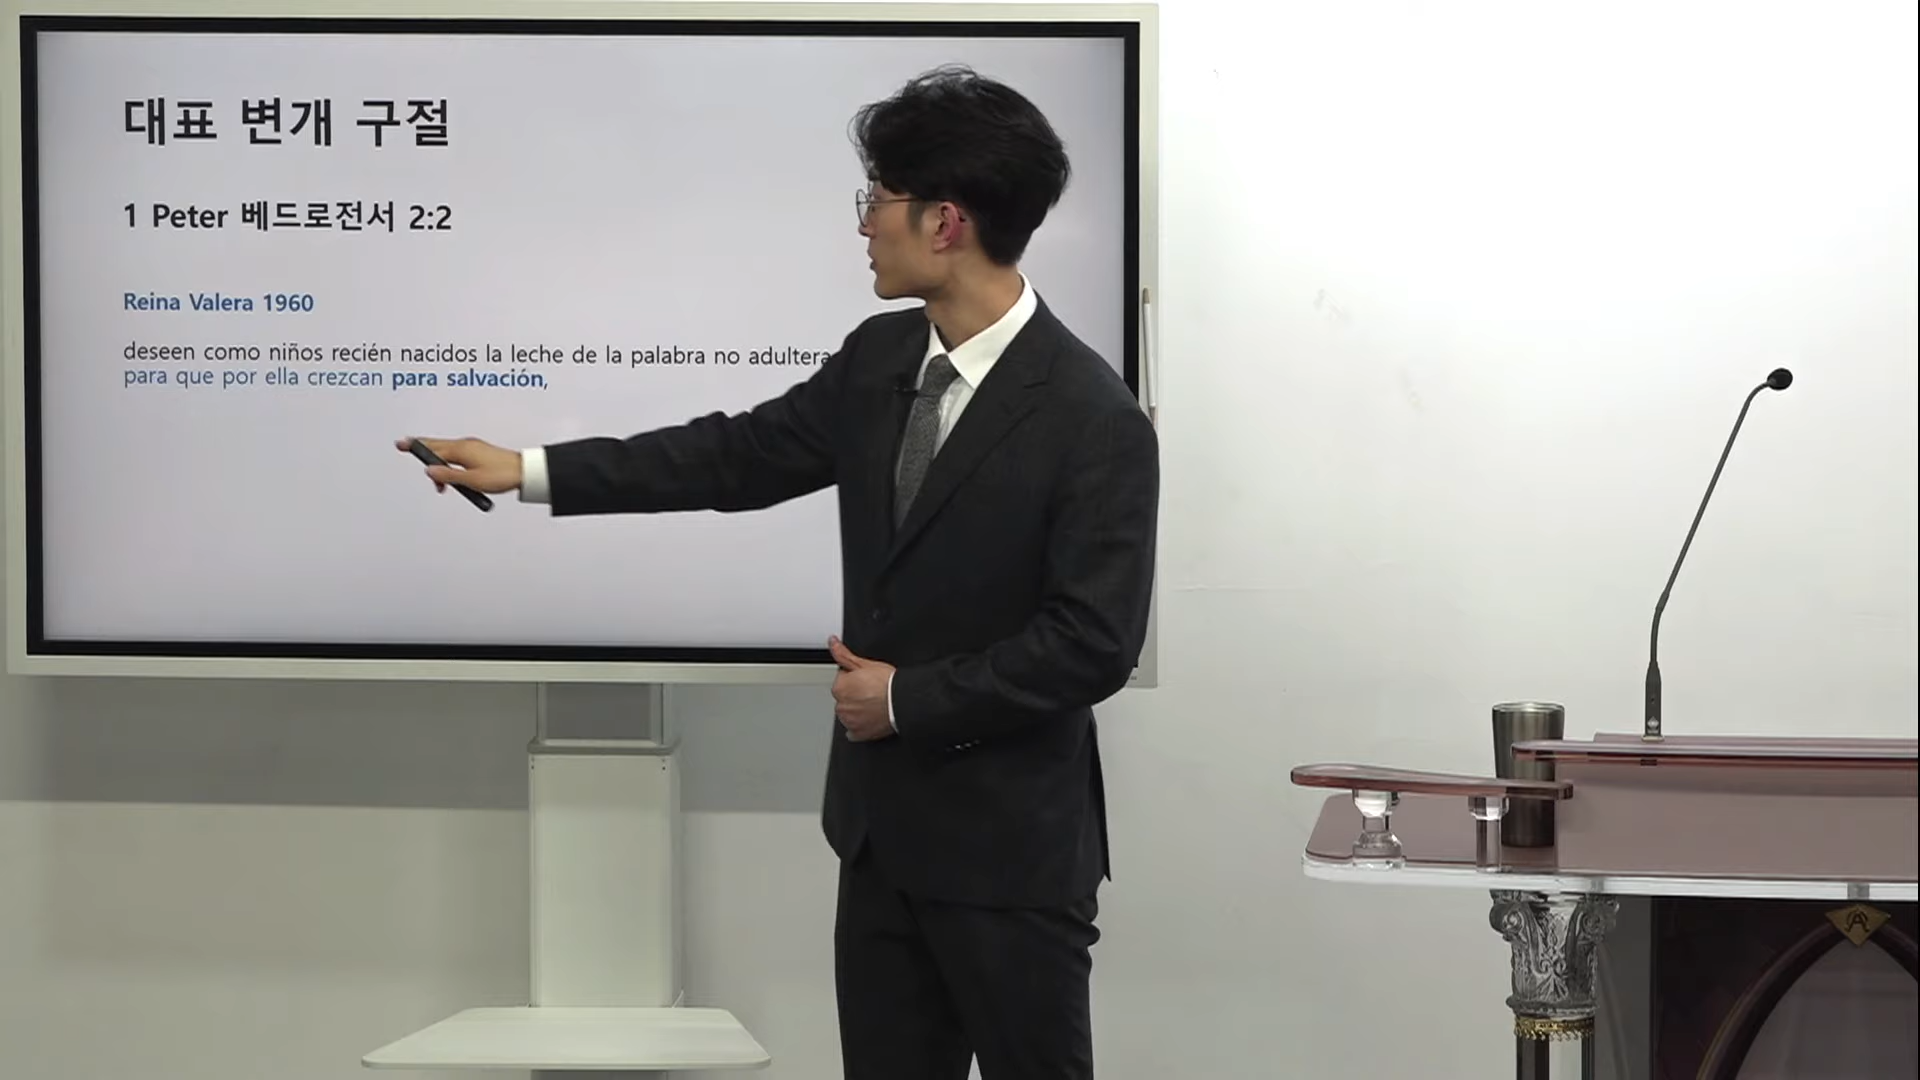 대표 변개 구절
1 Peter 베드로전서 2:2
Reina Valera 1960
deseen como niños recién nacidos la leche de la palabra no adultera
para que por ella crezcan para salvación,